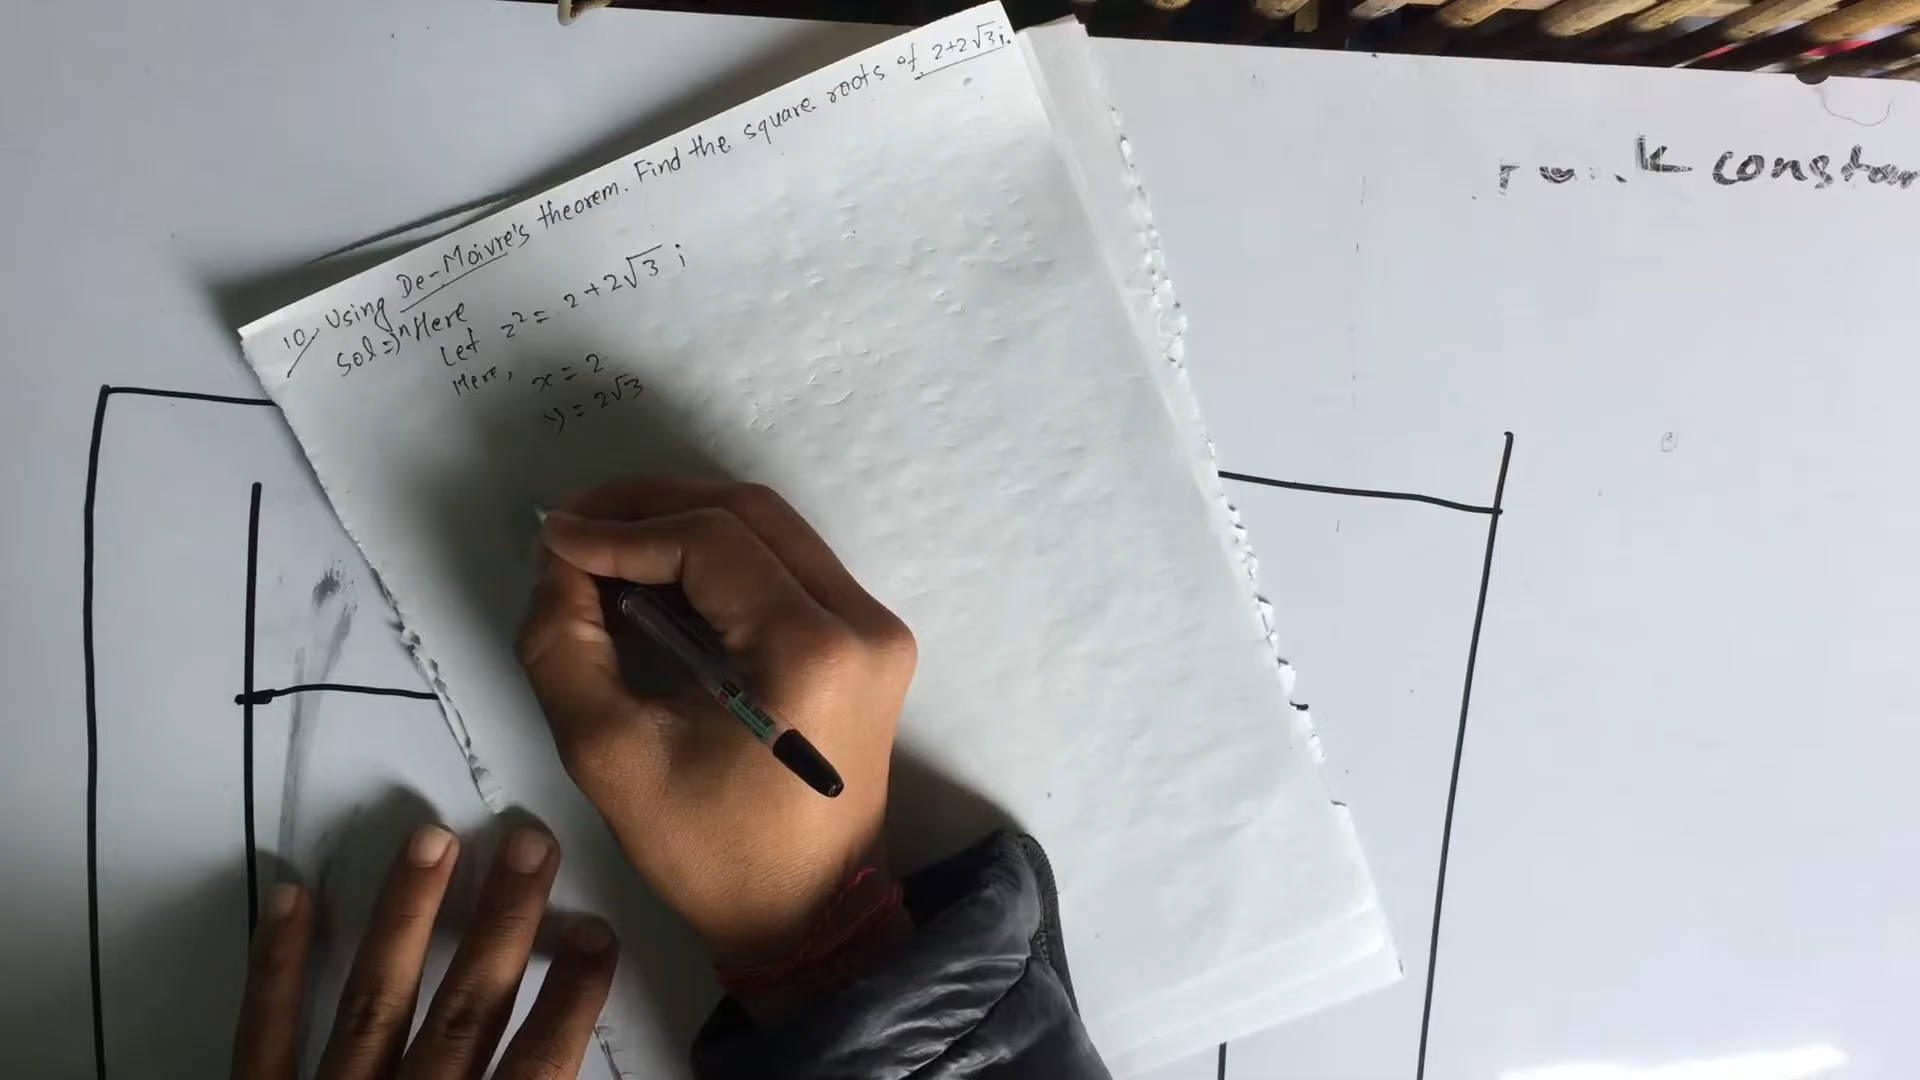 10. Using De-Moivre's theorem. Find the square roots of 2+2√3i.
Solⁿ⇒ Here
Let z² = 2+2√3 i
Here, x = 2
y = 2√3
k constan